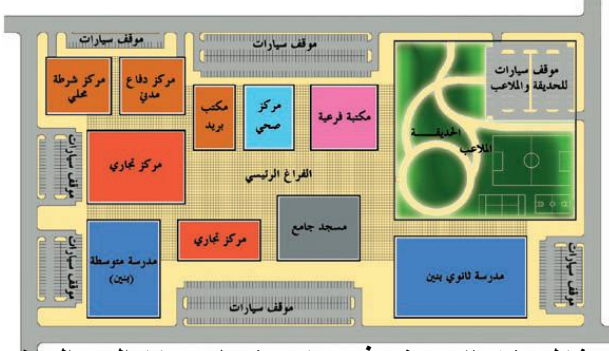 موقف سيارات
موقف سيارات
موقف سيارات
للحديقة والملاعب
مركز شرطة
محلي
مركز دفاع
مدني
مكتب
بريد
مركز
صحي
مكتبة فرعية
الحديقـــة
الملاعب
موقف سيارات
مركز تجاري
الفراغ الرئيسي
مسجد جامع
مركز تجاري
مدرسة متوسطة
(بنين)
موقف سيارات
مدرسة ثانوي بنين
موقف سيارات
موقف سيارات